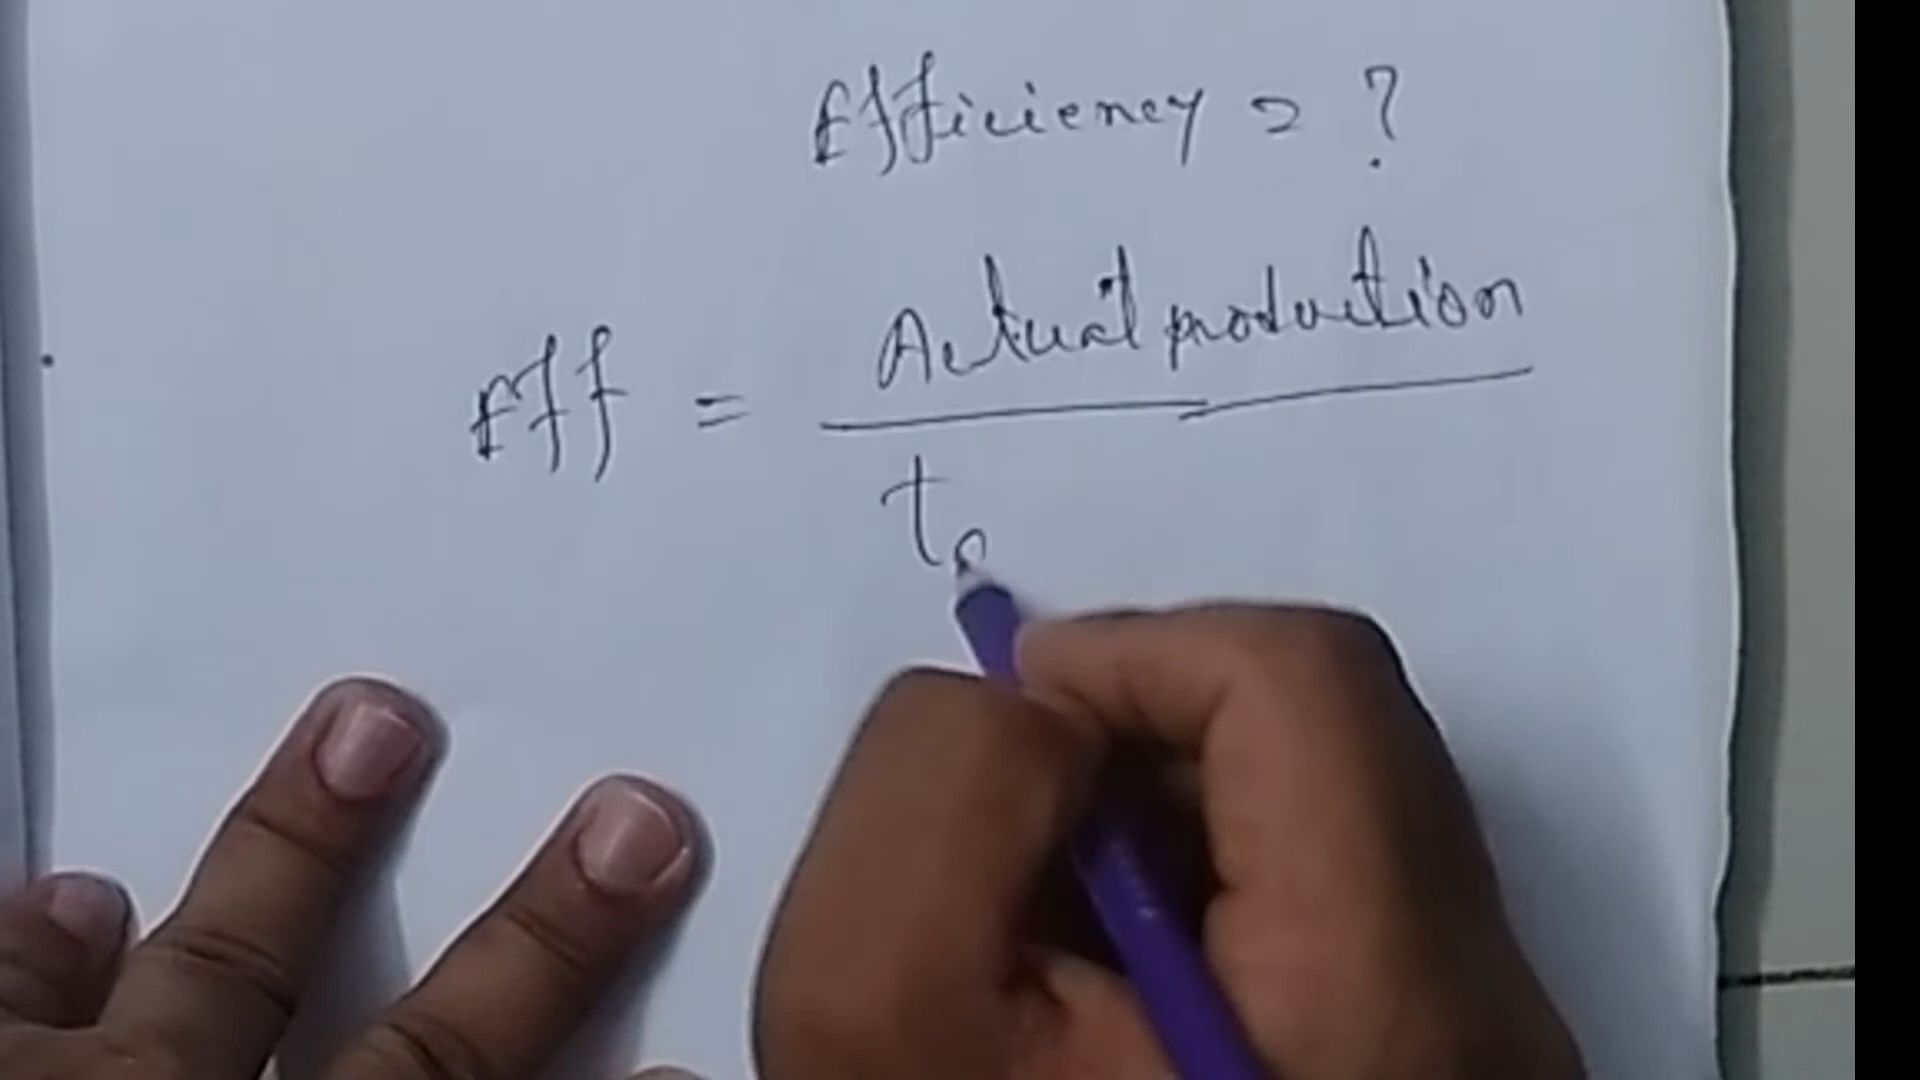 Efficiency = ?
Eff = Actual production
t